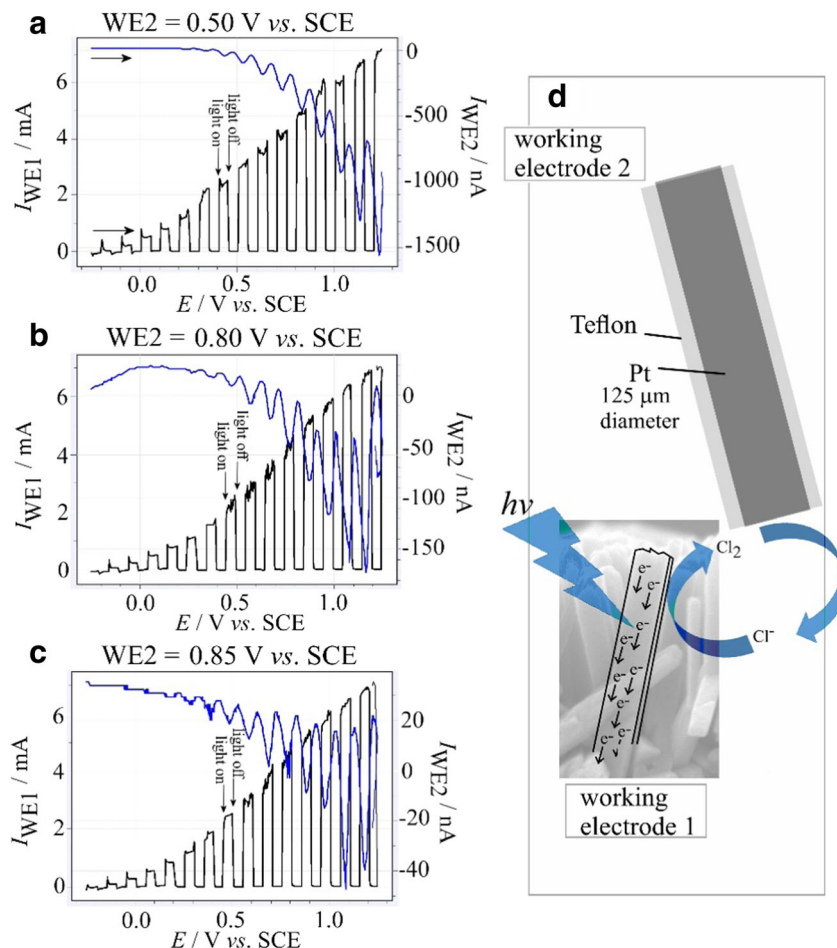 a
WE2 = 0.50 V vs. SCE
6
4
2
0
I_WE1 / mA
0
-500
-1000
-1500
I_WE2 / nA
light on
light off
0.0 0.5 1.0
E / V vs. SCE
b
WE2 = 0.80 V vs. SCE
6
4
2
0
I_WE1 / mA
0
-50
-100
-150
I_WE2 / nA
light on
light off
0.0 0.5 1.0
E / V vs. SCE
c
WE2 = 0.85 V vs. SCE
6
4
2
0
I_WE1 / mA
20
0
-20
-40
I_WE2 / nA
light on
light off
0.0 0.5 1.0
E / V vs. SCE
d
working
electrode 2
Teflon
Pt
125 µm
diameter
hν
Cl₂
Cl⁻
e⁻
e⁻
e⁻
e⁻
e⁻
e⁻
e⁻
e⁻
e⁻
e⁻
e⁻
e⁻
working
electrode 1